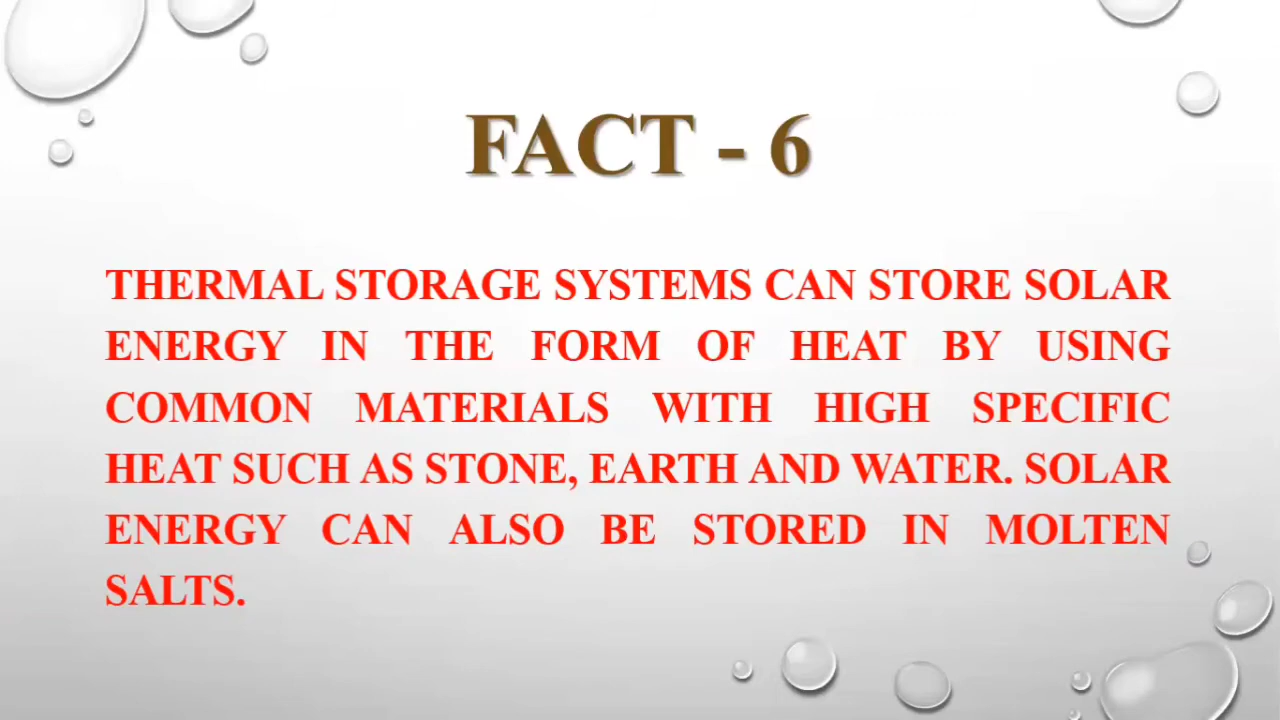 FACT - 6
THERMAL STORAGE SYSTEMS CAN STORE SOLAR
ENERGY IN THE FORM OF HEAT BY USING
COMMON MATERIALS WITH HIGH SPECIFIC
HEAT SUCH AS STONE, EARTH AND WATER. SOLAR
ENERGY CAN ALSO BE STORED IN MOLTEN
SALTS.